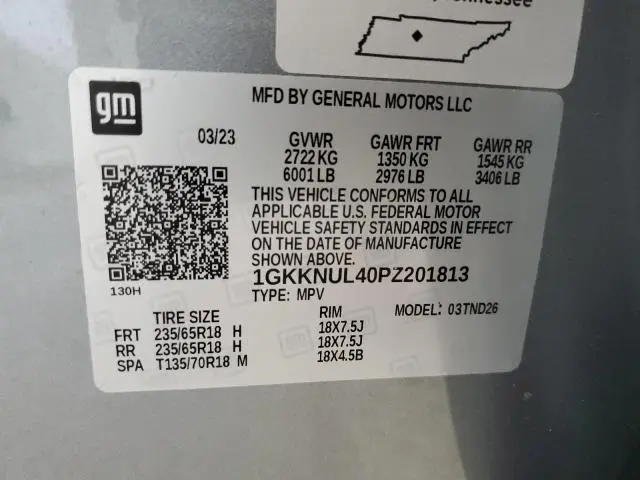 gm
MFD BY GENERAL MOTORS LLC
03/23 GVWR GAWR FRT GAWR RR
2722 KG 1350 KG 1545 KG
6001 LB 2976 LB 3406 LB
THIS VEHICLE CONFORMS TO ALL
APPLICABLE U.S. FEDERAL MOTOR
VEHICLE SAFETY STANDARDS IN EFFECT
ON THE DATE OF MANUFACTURE
SHOWN ABOVE.
1GKKNUL40PZ201813
130H
TYPE: MPV MODEL: 03TND26
TIRE SIZE RIM
FRT 235/65R18 H 18X7.5J
RR 235/65R18 H 18X7.5J
SPA T135/70R18 M 18X4.5B